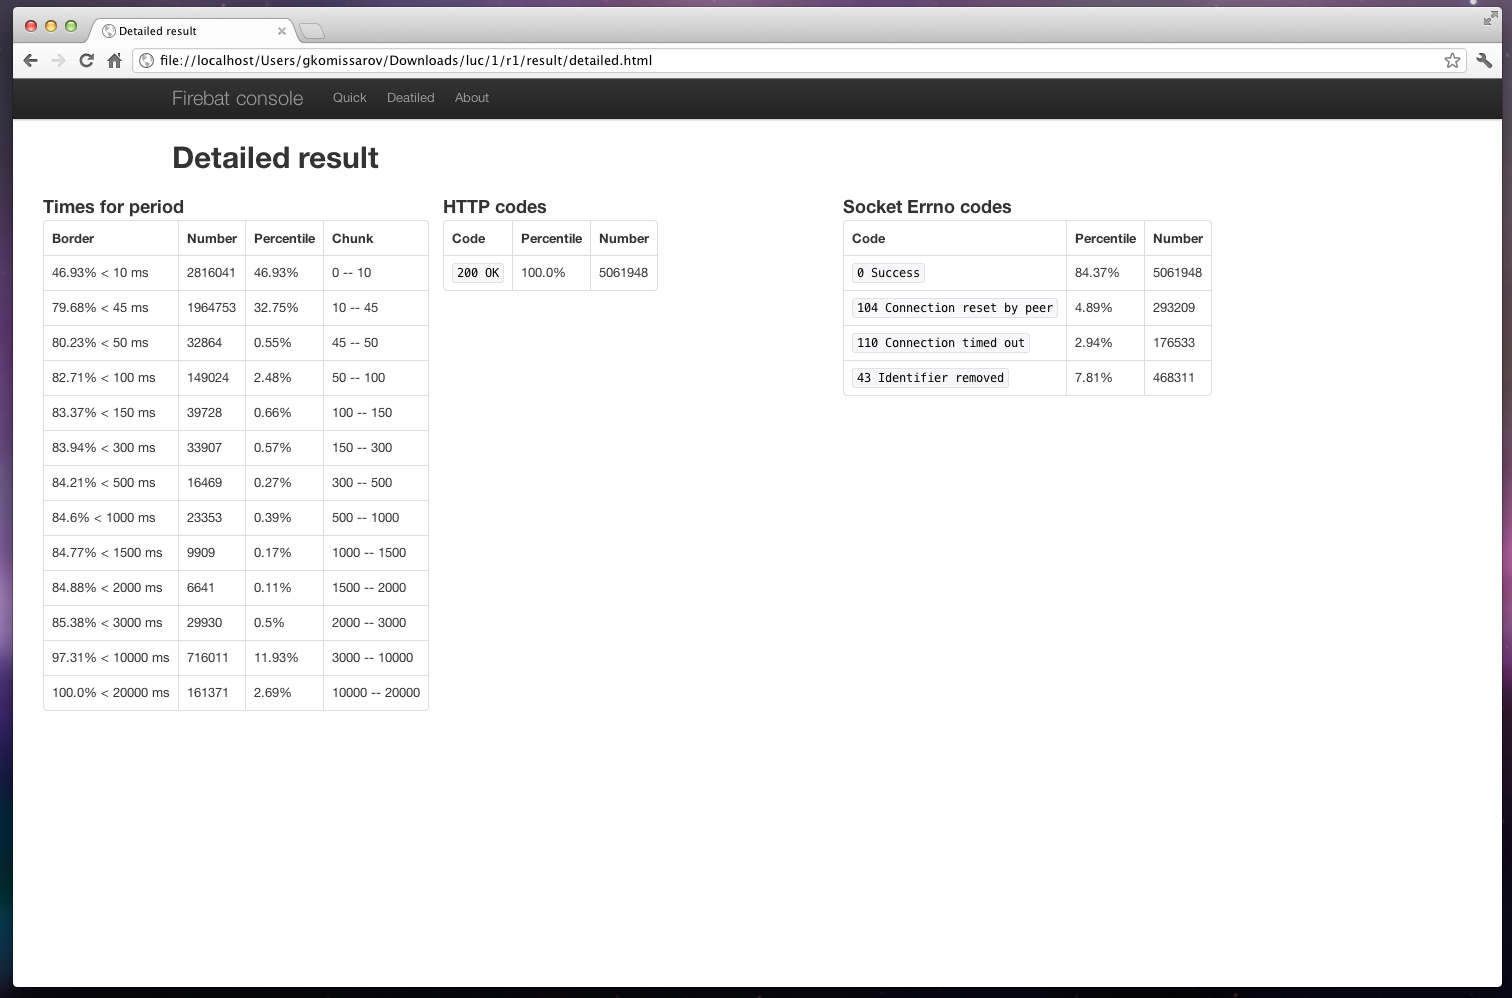 Detailed result
file://localhost/Users/gkomissarov/Downloads/luc/1/r1/result/detailed.html
Firebat console Quick Deatiled About
Detailed result
Times for period
Border Number Percentile Chunk
46.93% < 10 ms 2816041 46.93% 0 -- 10
79.68% < 45 ms 1964753 32.75% 10 -- 45
80.23% < 50 ms 32864 0.55% 45 -- 50
82.71% < 100 ms 149024 2.48% 50 -- 100
83.37% < 150 ms 39728 0.66% 100 -- 150
83.94% < 300 ms 33907 0.57% 150 -- 300
84.21% < 500 ms 16469 0.27% 300 -- 500
84.6% < 1000 ms 23353 0.39% 500 -- 1000
84.77% < 1500 ms 9909 0.17% 1000 -- 1500
84.88% < 2000 ms 6641 0.11% 1500 -- 2000
85.38% < 3000 ms 29930 0.5% 2000 -- 3000
97.31% < 10000 ms 716011 11.93% 3000 -- 10000
100.0% < 20000 ms 161371 2.69% 10000 -- 20000
HTTP codes
Code Percentile Number
200 OK 100.0% 5061948
Socket Errno codes
Code Percentile Number
0 Success 84.37% 5061948
104 Connection reset by peer 4.89% 293209
110 Connection timed out 2.94% 176533
43 Identifier removed 7.81% 468311